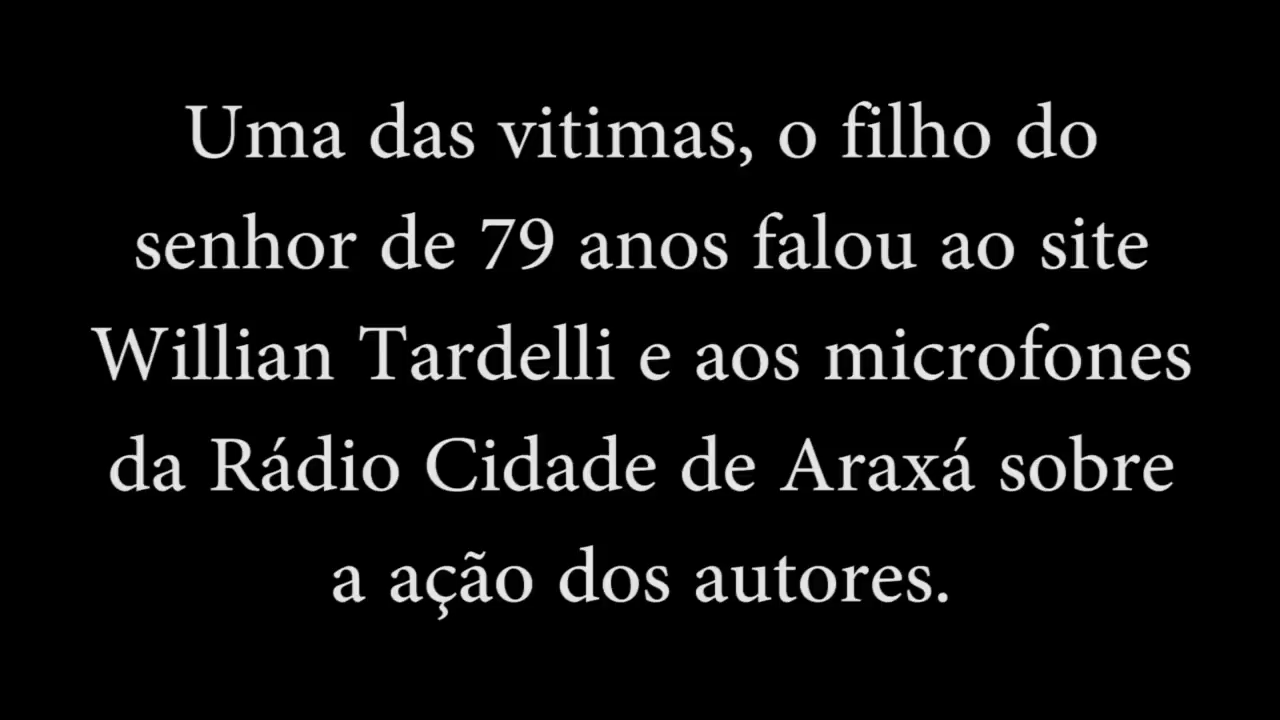 Uma das vitimas, o filho do
senhor de 79 anos falou ao site
Willian Tardelli e aos microfones
da Rádio Cidade de Araxá sobre
a ação dos autores.